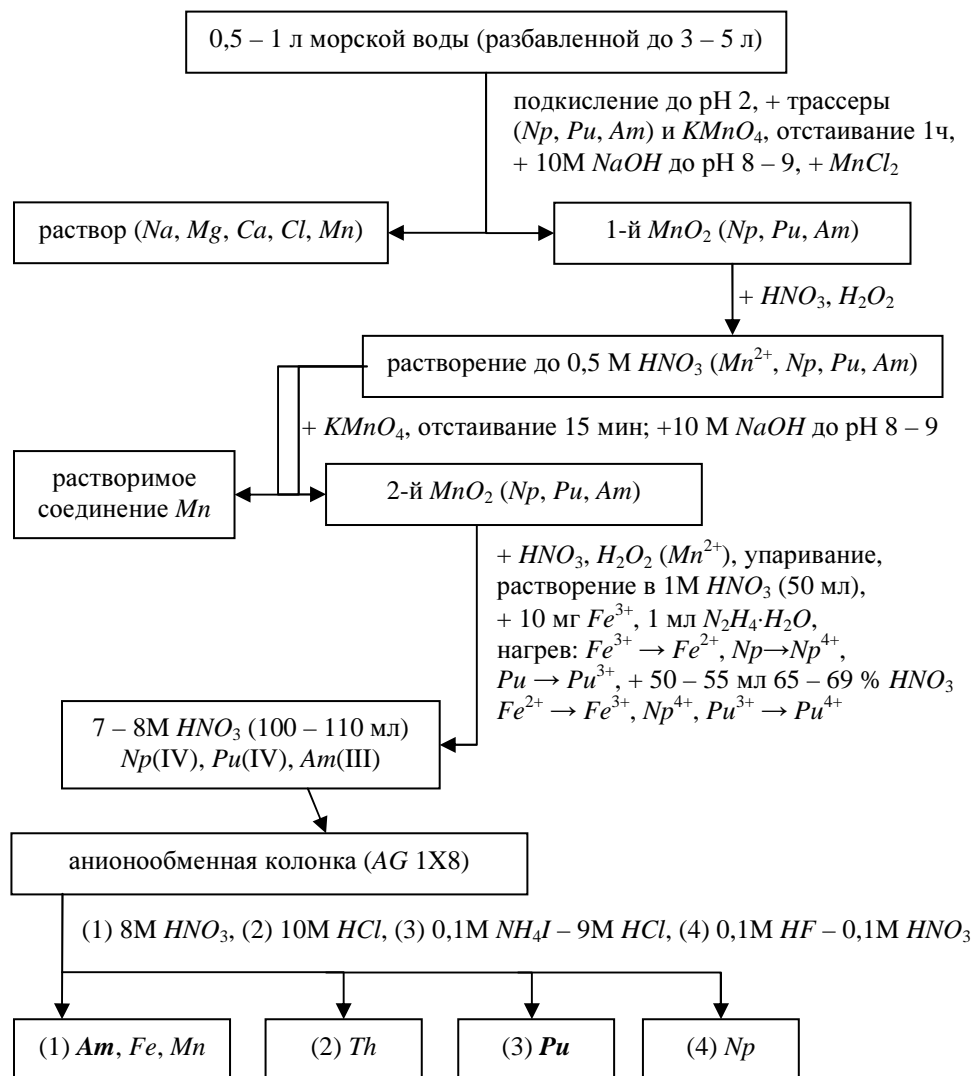 0,5 – 1 л морской воды (разбавленной до 3 – 5 л)
подкисление до pH 2, + трассеры
(Np, Pu, Am) и KMnO₄, отстаивание 1ч,
+ 10М NaOH до pH 8 – 9, + MnCl₂
раствор (Na, Mg, Ca, Cl, Mn)
1-й MnO₂ (Np, Pu, Am)
+ HNO₃, H₂O₂
растворение до 0,5 М HNO₃ (Mn²⁺, Np, Pu, Am)
+ KMnO₄, отстаивание 15 мин; +10 М NaOH до pH 8 – 9
растворимое
соединение Mn
2-й MnO₂ (Np, Pu, Am)
+ HNO₃, H₂O₂ (Mn²⁺), упаривание,
растворение в 1М HNO₃ (50 мл),
+ 10 мг Fe³⁺, 1 мл N₂H₄·H₂O,
нагрев: Fe³⁺ → Fe²⁺, Np→Np⁴⁺,
Pu → Pu³⁺, + 50 – 55 мл 65 – 69 % HNO₃
Fe²⁺ → Fe³⁺, Np⁴⁺, Pu³⁺ → Pu⁴⁺
7 – 8М HNO₃ (100 – 110 мл)
Np(IV), Pu(IV), Am(III)
анионообменная колонка (AG 1X8)
(1) 8М HNO₃, (2) 10М HCl, (3) 0,1М NH₄I – 9М HCl, (4) 0,1М HF – 0,1М HNO₃
(1) Am, Fe, Mn
(2) Th
(3) Pu
(4) Np